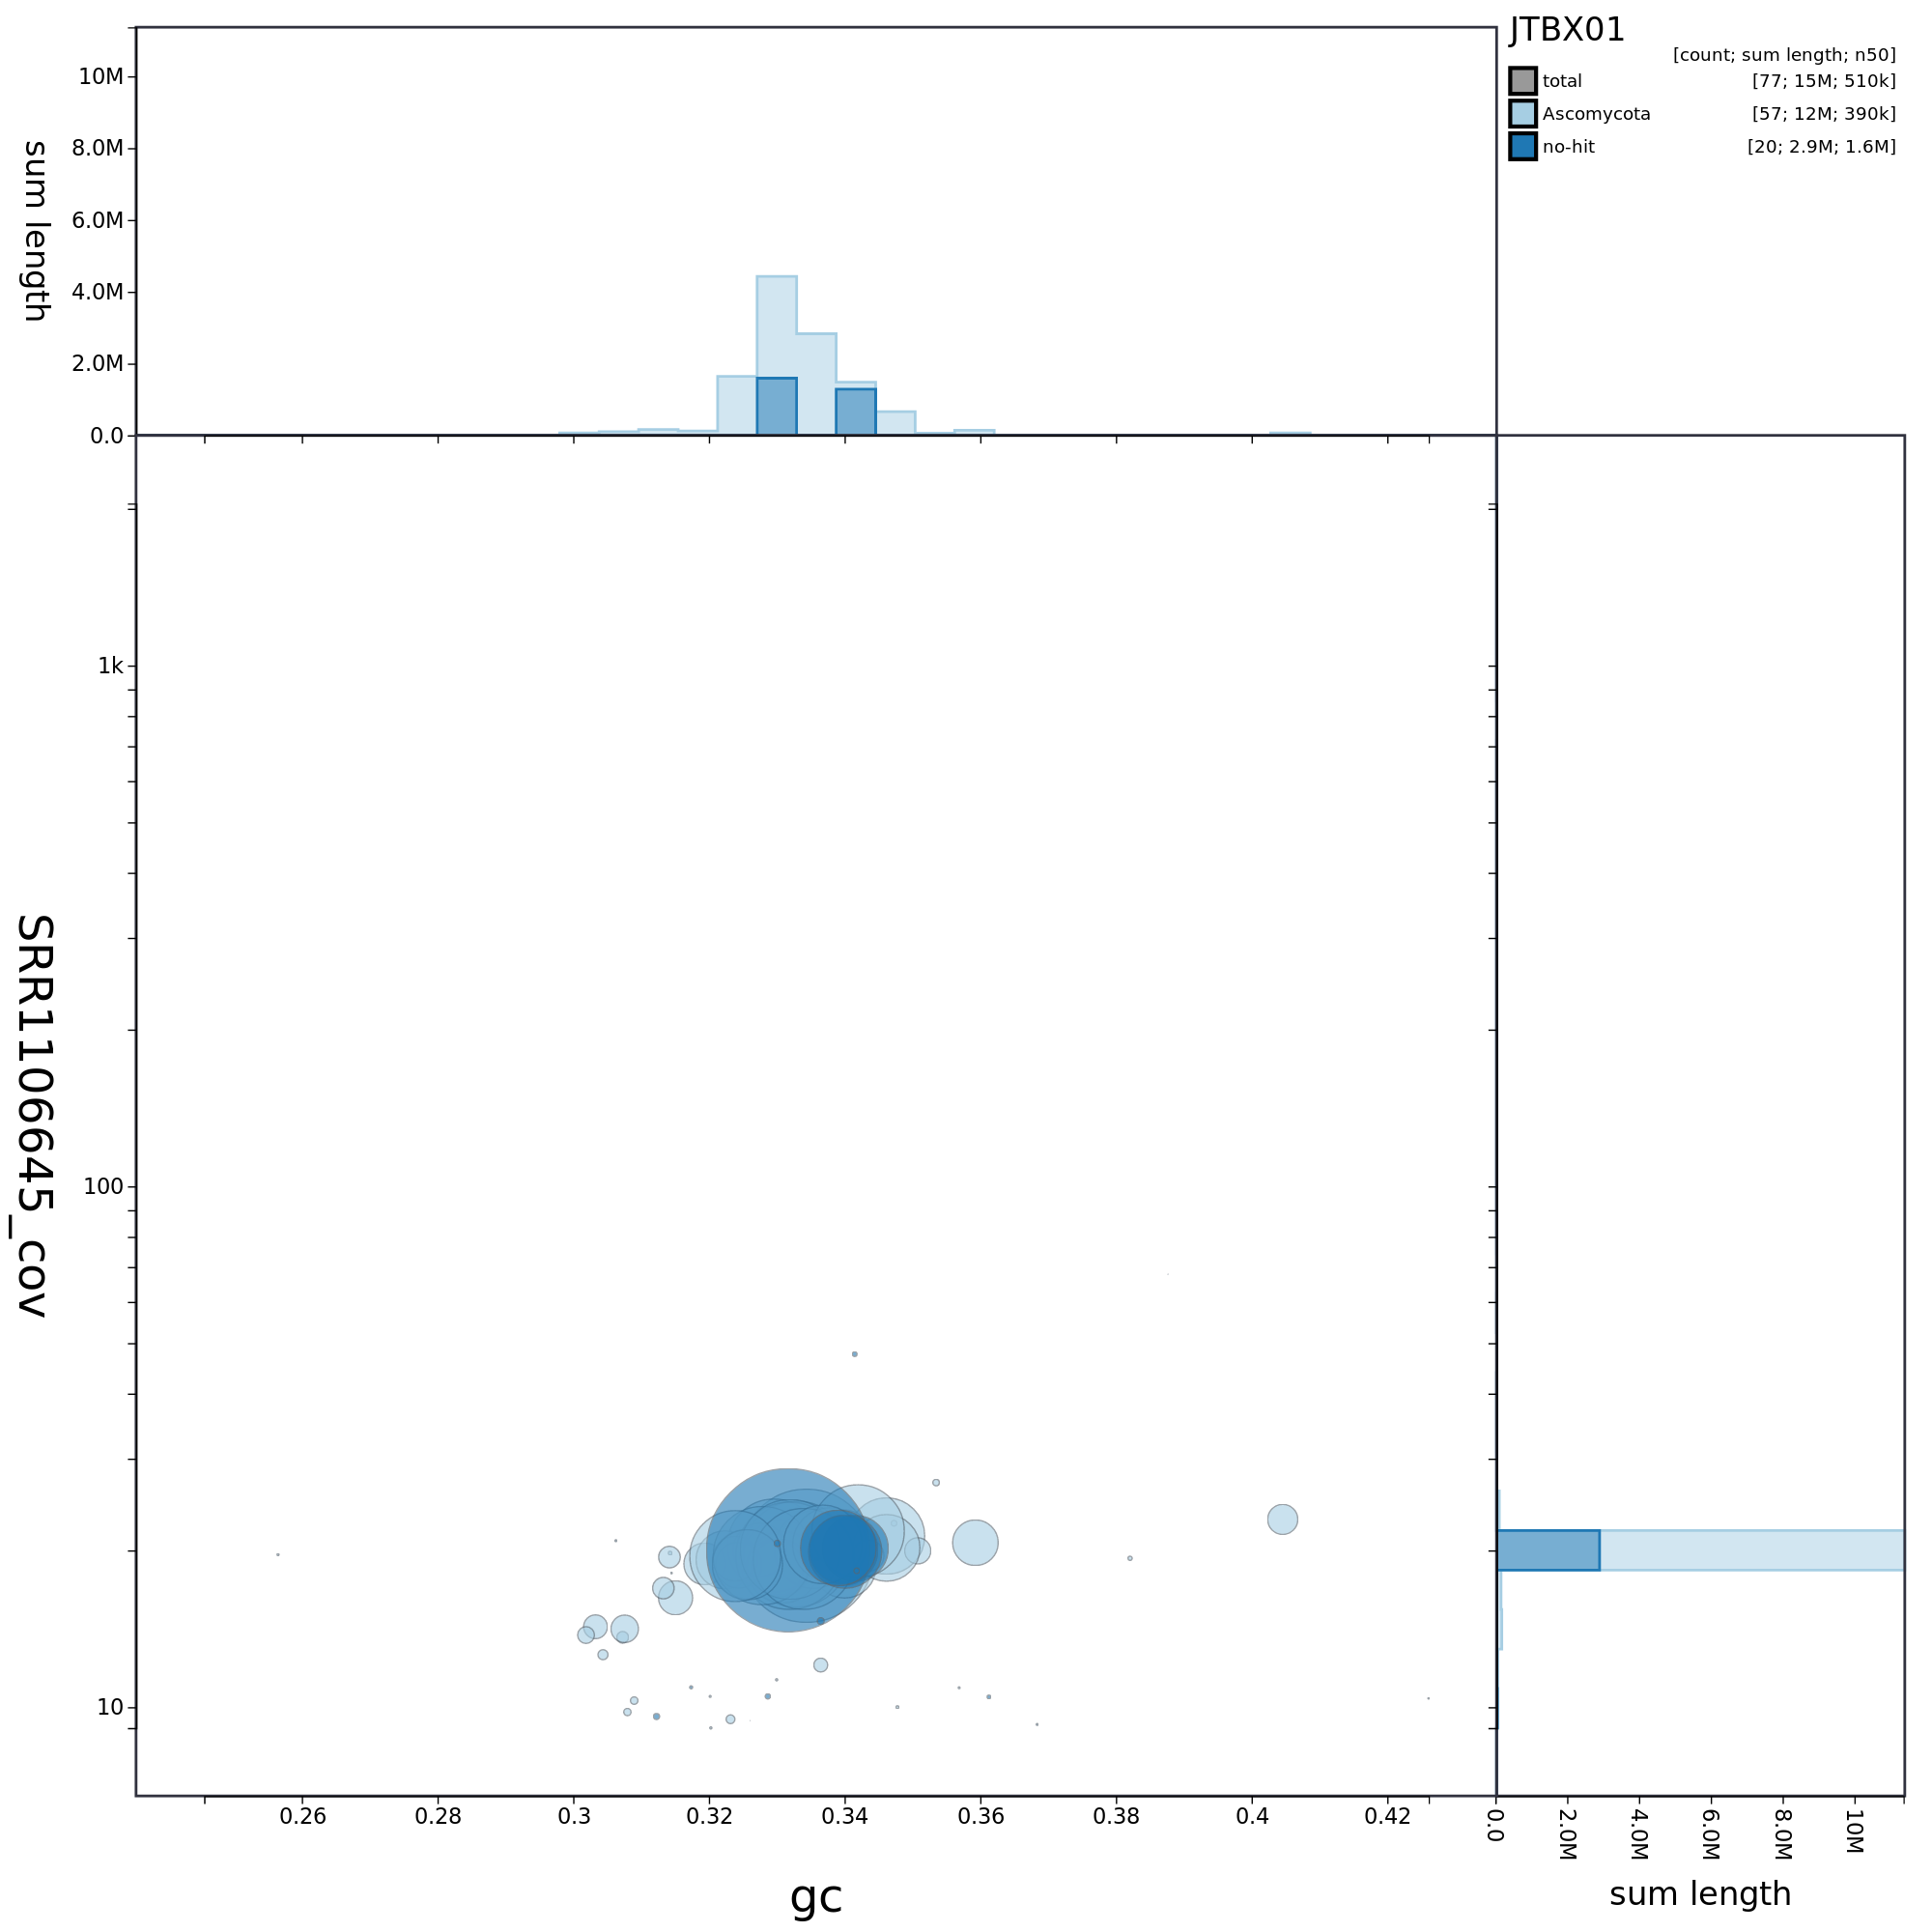 JTBX01
[count; sum length; n50]
total [77; 15M; 510k]
Ascomycota [57; 12M; 390k]
no-hit [20; 2.9M; 1.6M]
sum length
10M
8.0M
6.0M
4.0M
2.0M
0.0
SRR1106645_cov
1k
100
10
0.26 0.28 0.3 0.32 0.34 0.36 0.38 0.4 0.42
gc
0.0 2.0M 4.0M 6.0M 8.0M 10M
sum length